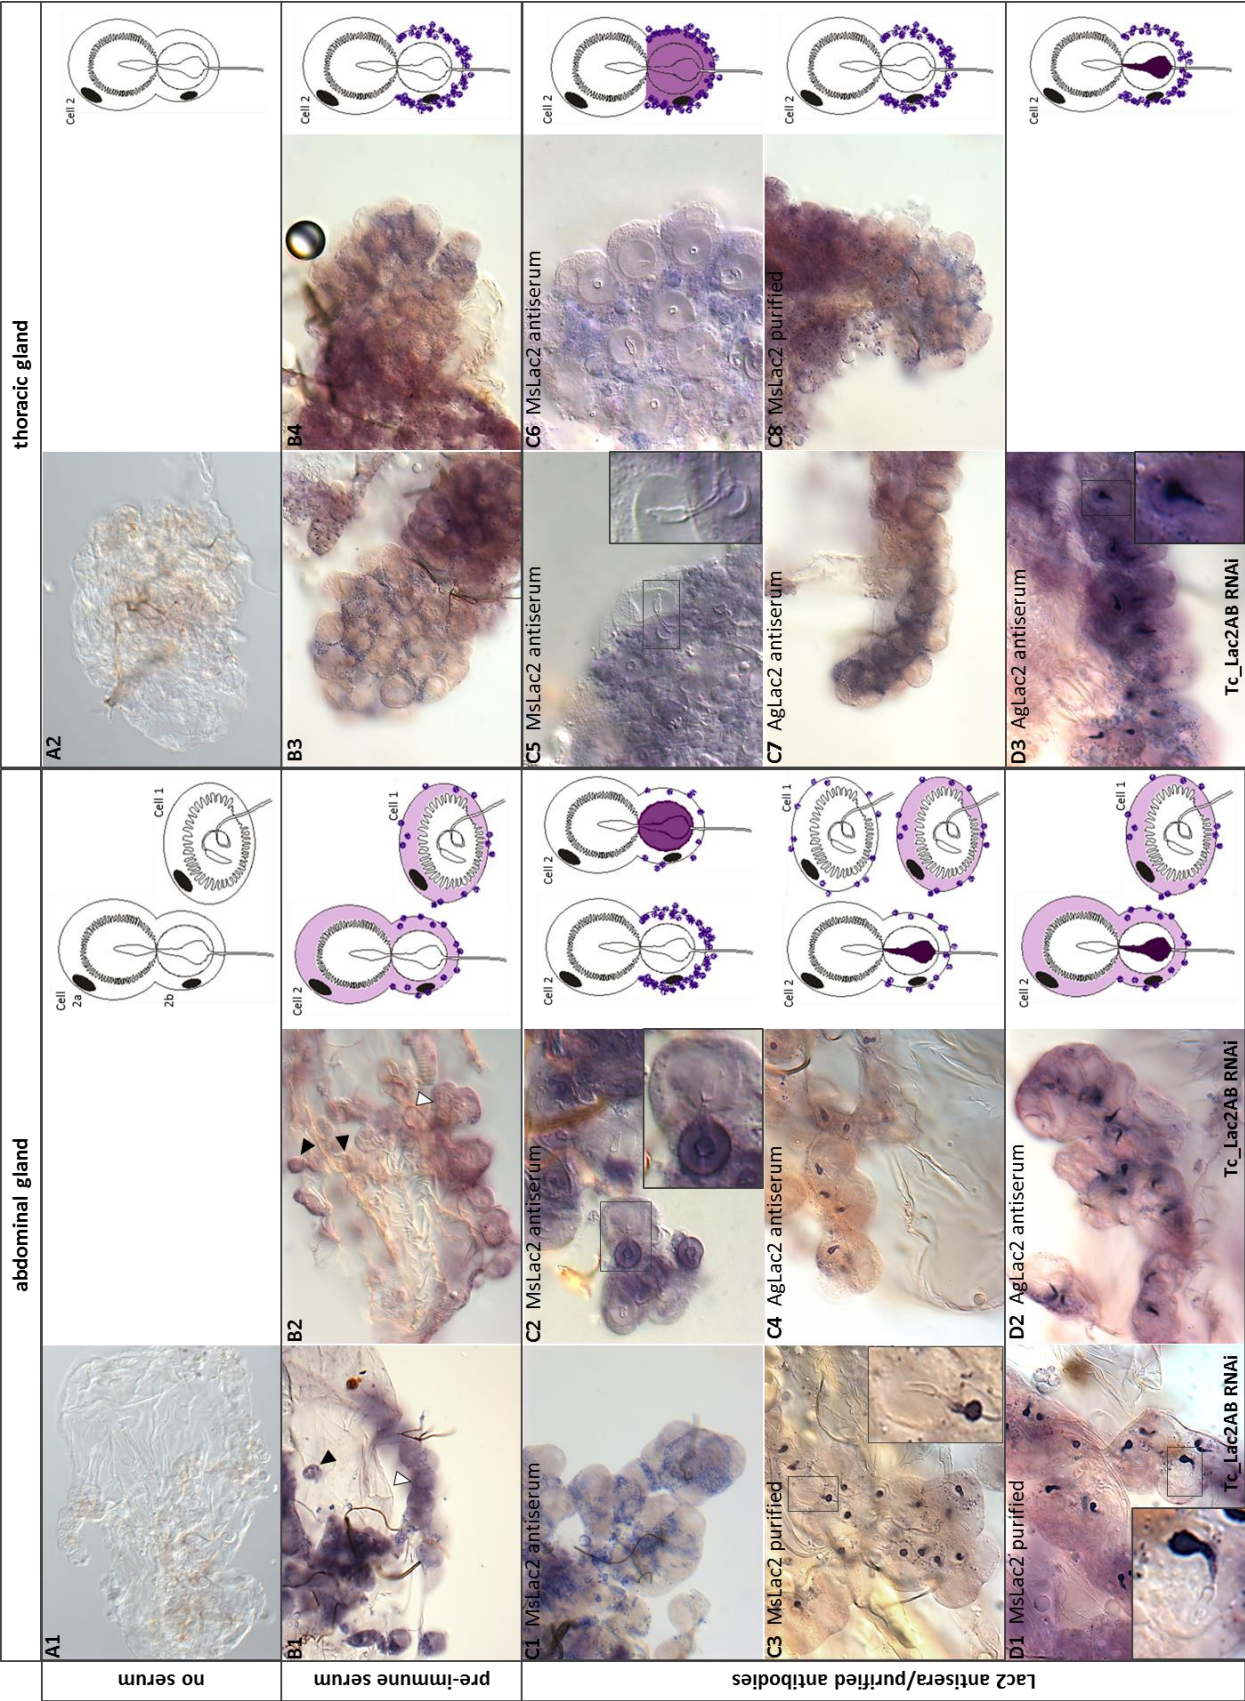 abdominal gland
thoracic gland
no serum
A1
Cell
2a
2b
Cell 1
A2
Cell 2
pre-immune serum
B1
B2
Cell 2
Cell 1
B3
B4
Cell 2
Lac2 antisera/purified antibodies
C1 MsLac2 antiserum
C2 MsLac2 antiserum
Cell 2
C5 MsLac2 antiserum
C6 MsLac2 antiserum
Cell 2
C3 MsLac2 purified
C4 AgLac2 antiserum
Cell 2
Cell 1
C7 AgLac2 antiserum
C8 MsLac2 purified
Cell 2
D1 MsLac2 purified
Tc_Lac2AB RNAi
D2 AgLac2 antiserum
Tc_Lac2AB RNAi
Cell 2
Cell 1
D3 AgLac2 antiserum
Tc_Lac2AB RNAi
Cell 2